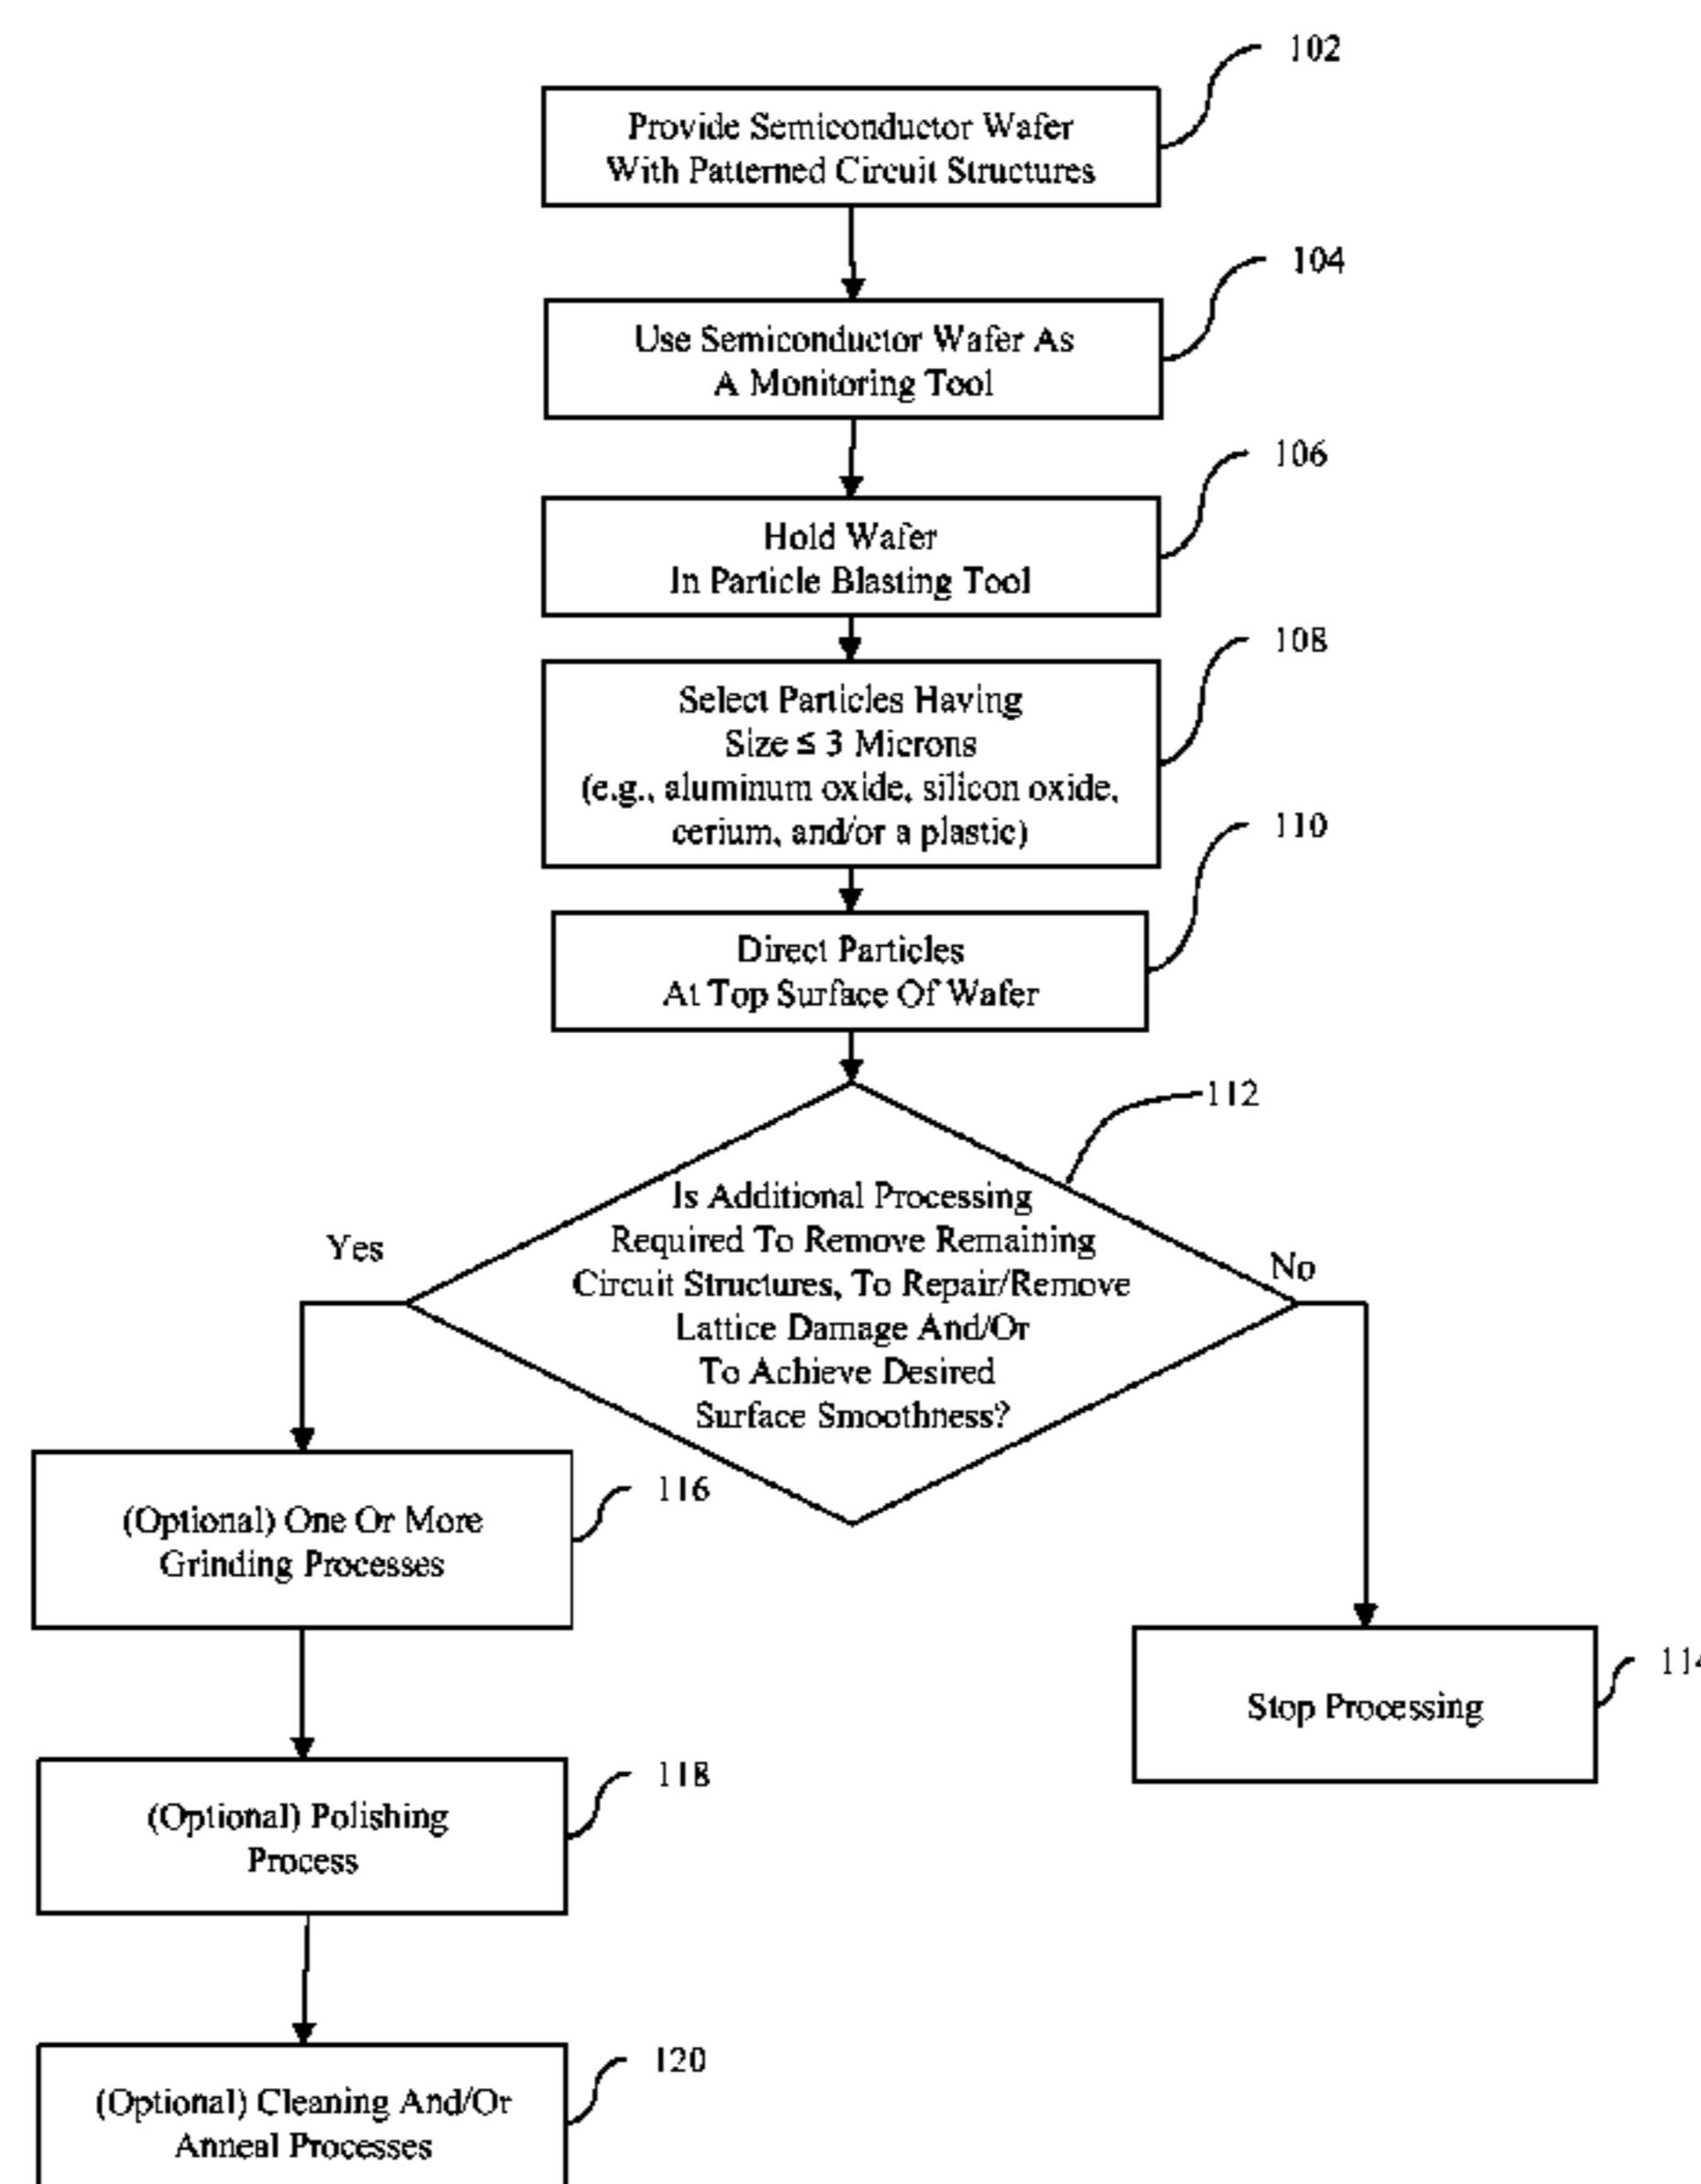 102
Provide Semiconductor Wafer
With Patterned Circuit Structures
104
Use Semiconductor Wafer As
A Monitoring Tool
106
Hold Wafer
In Particle Blasting Tool
108
Select Particles Having
Size ≤ 3 Microns
(e.g., aluminum oxide, silicon oxide,
cerium, and/or a plastic)
110
Direct Particles
At Top Surface Of Wafer
112
Is Additional Processing
Required To Remove Remaining
Circuit Structures, To Repair/Remove
Lattice Damage And/Or
To Achieve Desired
Surface Smoothness?
Yes
No
116
(Optional) One Or More
Grinding Processes
114
Stop Processing
118
(Optional) Polishing
Process
120
(Optional) Cleaning And/Or
Anneal Processes